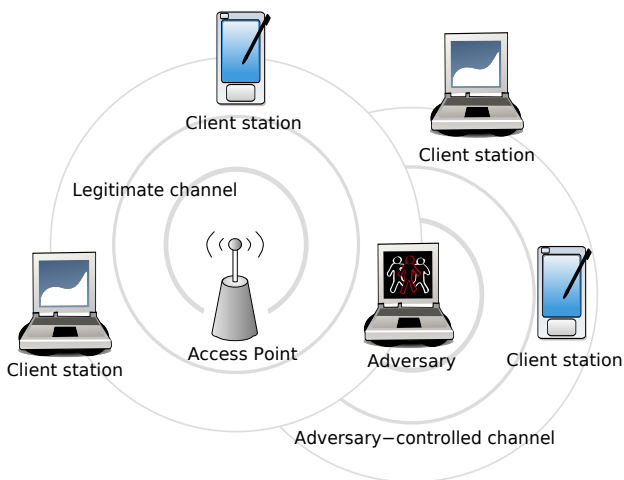 Client station
Client station
Legitimate channel
Access Point
Adversary
Client station
Client station
Adversary−controlled channel